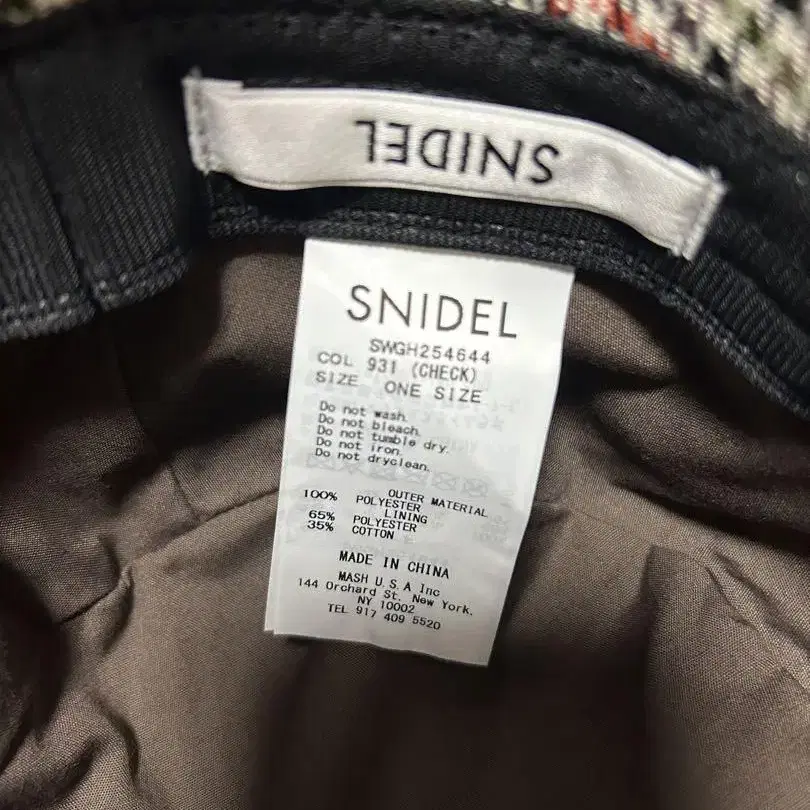 SNIDEL
SNIDEL
SWGH254644
COL 931 (CHECK)
SIZE ONE SIZE
Do not wash.
Do not bleach.
Do not tumble dry.
Do not iron.
Do not dryclean.
OUTER MATERIAL
100% POLYESTER
LINING
65% POLYESTER
35% COTTON
MADE IN CHINA
MASH U.S.A Inc
144 Orchard St. New York.
NY 10002
TEL 917 409 5520